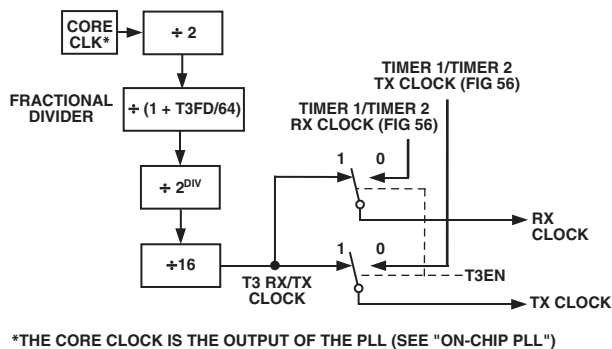 CORE
CLK*
÷ 2
FRACTIONAL
DIVIDER
÷ (1 + T3FD/64)
÷ 2DIV
÷16
T3 RX/TX
CLOCK
TIMER 1/TIMER 2
TX CLOCK (FIG 56)
TIMER 1/TIMER 2
RX CLOCK (FIG 56)
1 0
RX
CLOCK
1 0
T3EN
TX CLOCK
*THE CORE CLOCK IS THE OUTPUT OF THE PLL (SEE "ON-CHIP PLL")